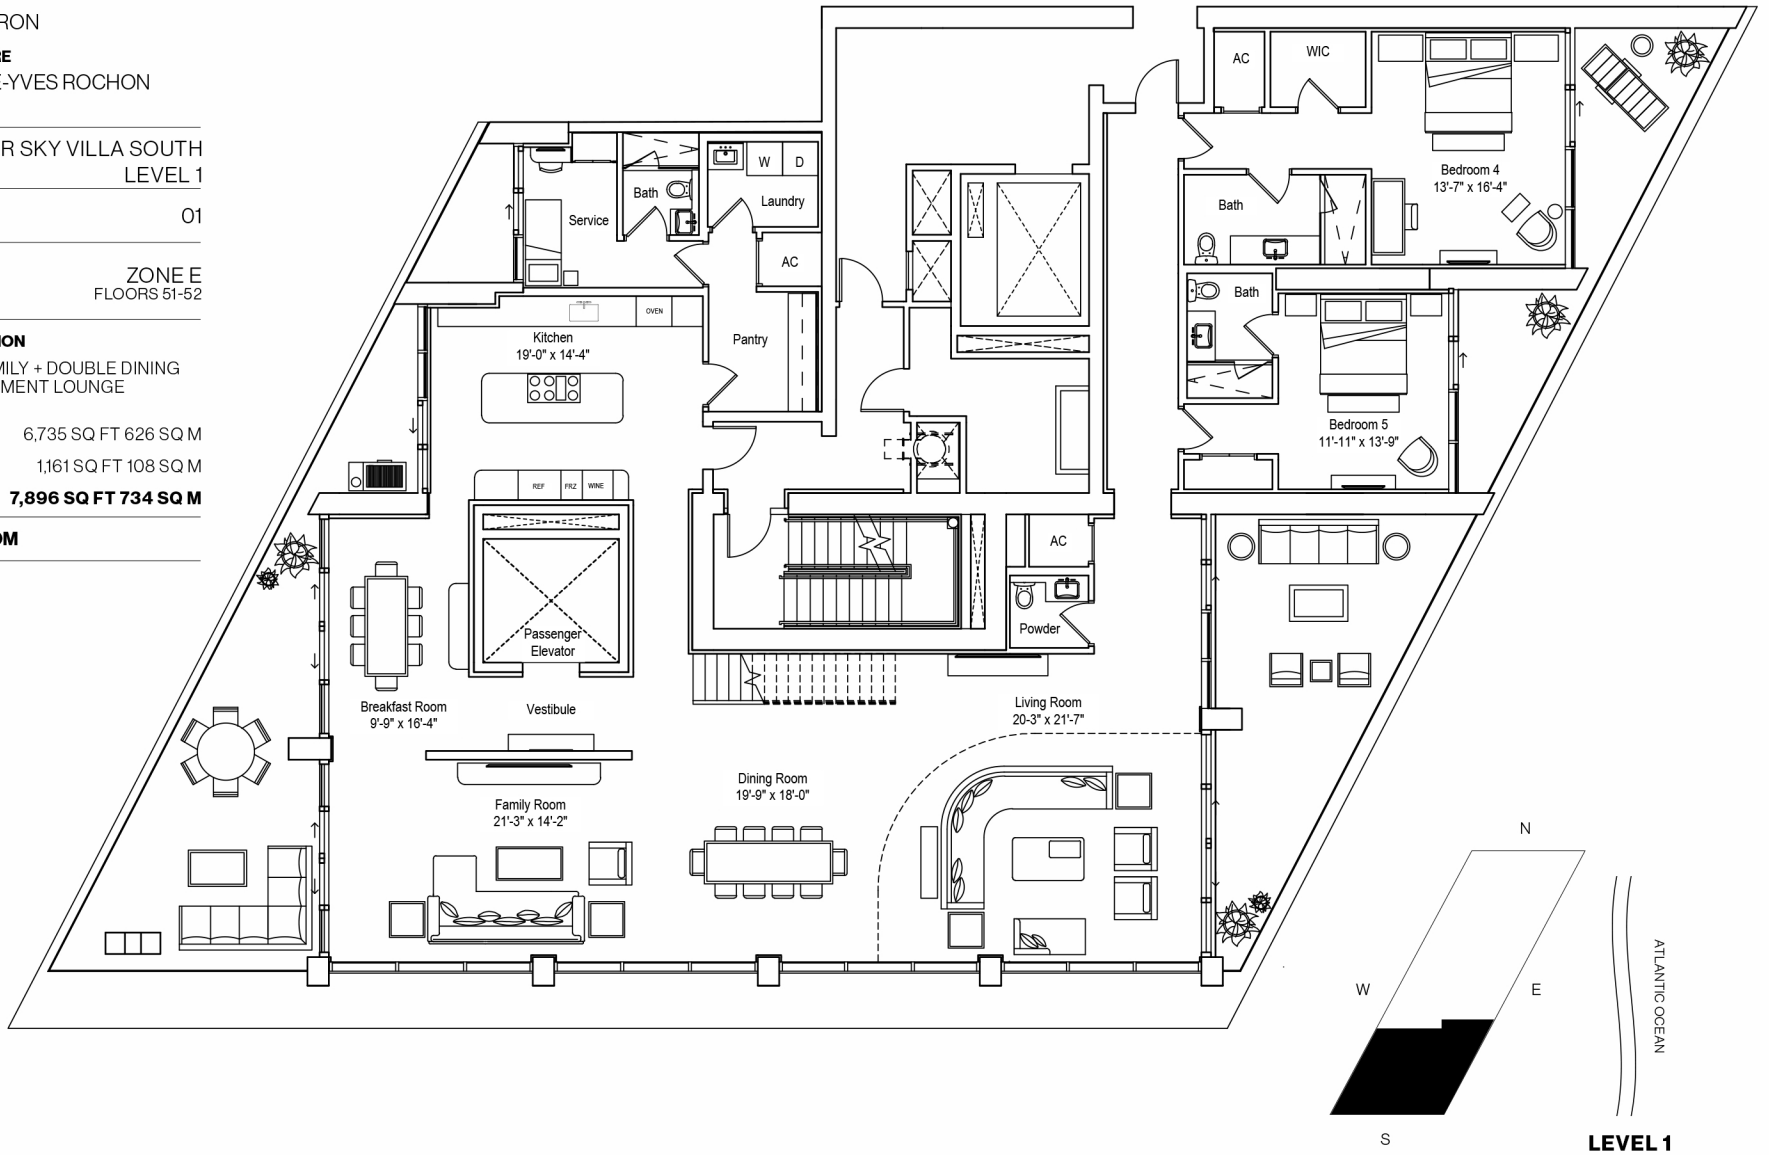 RON
RE
E-YVES ROCHON
R SKY VILLA SOUTH
LEVEL 1
01
ZONE E
FLOORS 51-52
ION
MILY + DOUBLE DINING
MENT LOUNGE
6,735 SQ FT 626 SQ M
1,161 SQ FT 108 SQ M
7,896 SQ FT 734 SQ M
OM
AC
WIC
W
D
Laundry
Bath
Service
AC
Bedroom 4
13'-7" x 16'-4"
Bath
Bath
OVEN
Kitchen
19'-0" x 14'-4"
Pantry
Bedroom 5
11'-11" x 13'-9"
REF
FRZ
WINE
AC
Passenger
Elevator
Powder
Breakfast Room
9'-9" x 16'-4"
Vestibule
Living Room
20-3" x 21'-7"
Dining Room
19'-9" x 18'-0"
Family Room
21'-3" x 14'-2"
N
W
E
S
ATLANTIC OCEAN
LEVEL 1